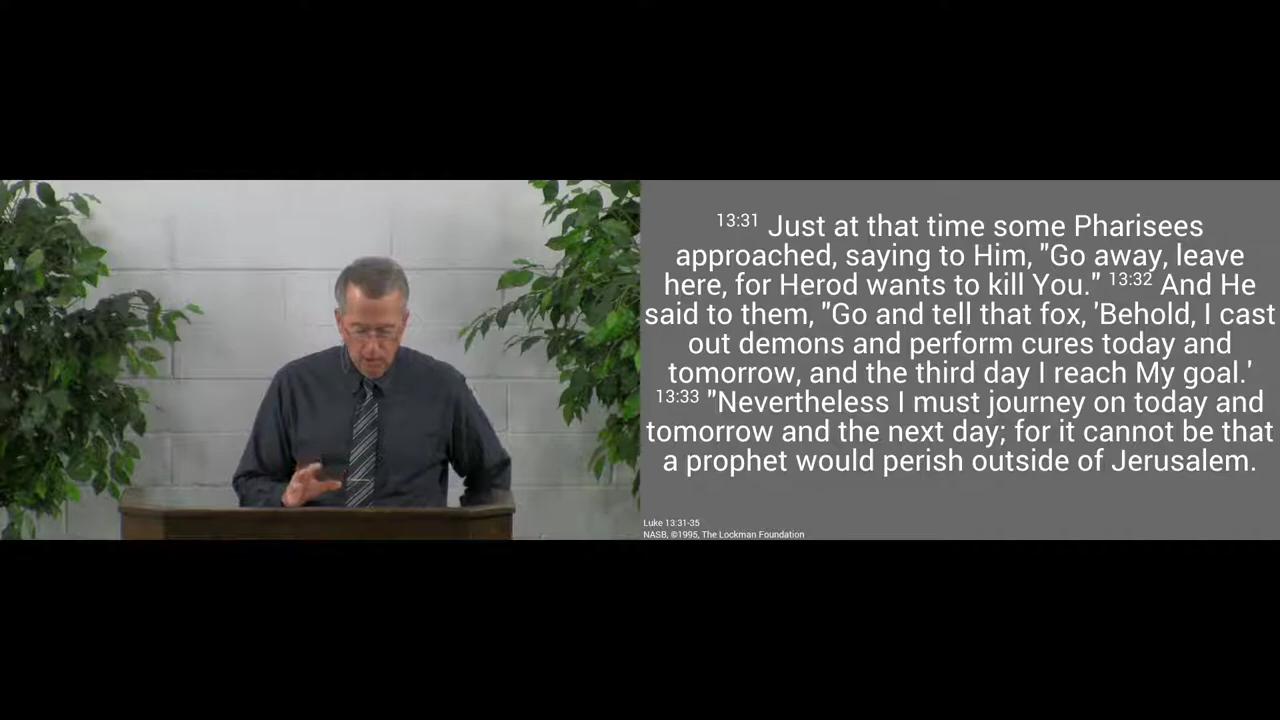 13:31 Just at that time some Pharisees
approached, saying to Him, "Go away, leave
here, for Herod wants to kill You." 13:32 And He
said to them, "Go and tell that fox, 'Behold, I cast
out demons and perform cures today and
tomorrow, and the third day I reach My goal.'
13:33 "Nevertheless I must journey on today and
tomorrow and the next day; for it cannot be that
a prophet would perish outside of Jerusalem.
Luke 13:31-35
NASB, ©1995, The Lockman Foundation